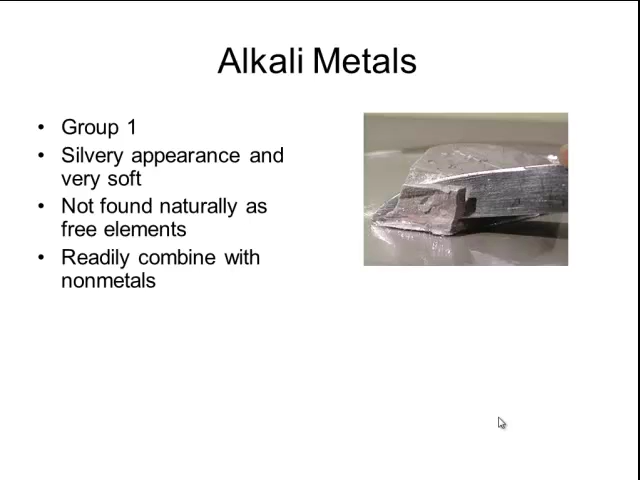 Alkali Metals
• Group 1
• Silvery appearance and
very soft
• Not found naturally as
free elements
• Readily combine with
nonmetals